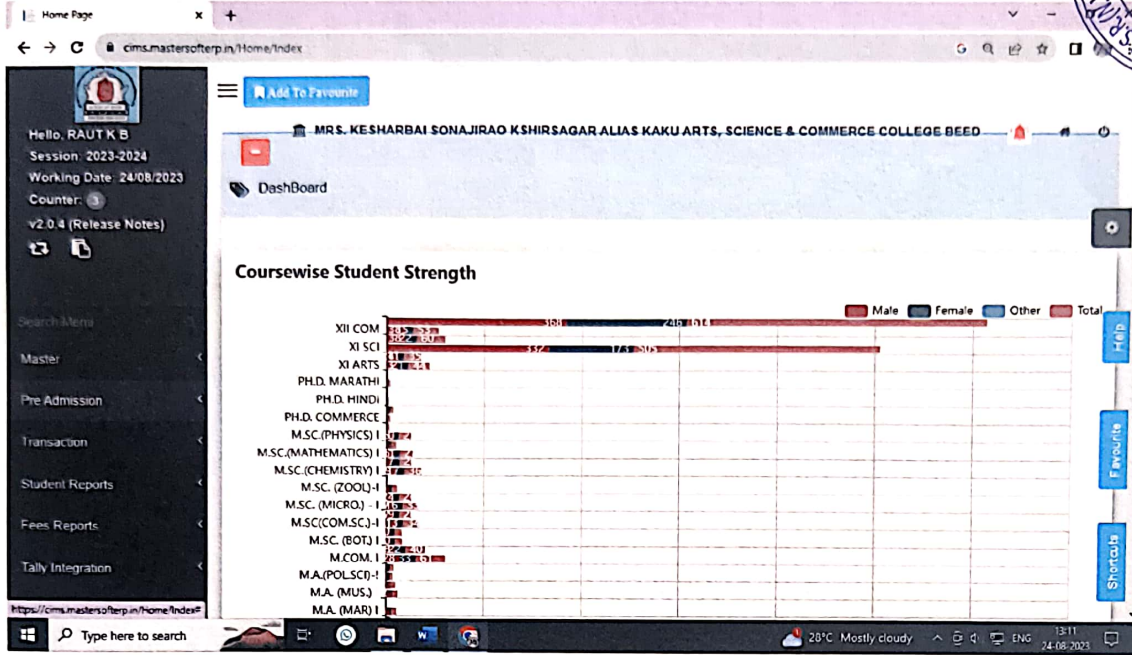 Home Page
cims.mastersofterp.in/Home/Index
Add To Favourite
Hello, RAUT K B
Session: 2023-2024
Working Date: 24/08/2023
Counter: 3
v2.0.4 (Release Notes)
MRS. KESHARBAI SONAJIRAO KSHIRSAGAR ALIAS KAKU ARTS, SCIENCE & COMMERCE COLLEGE BEED
DashBoard
Search Menu
Master
Pre Admission
Transaction
Student Reports
Fees Reports
Tally Integration
Coursewise Student Strength
Male Female Other Total
XII COM
368 246 614
XI SCI 332 173 505
XI ARTS
PH.D. MARATHI
PH.D. HINDI
PH.D. COMMERCE
M.SC.(PHYSICS) I
M.SC.(MATHEMATICS) I
M.SC.(CHEMISTRY) I
M.SC. (ZOOL)-I
M.SC. (MICRO.) - I
M.SC(COM.SC.)-I
M.SC. (BOT.) I
M.COM. I
M.A.(POL.SCI)-I
M.A. (MUS.)
M.A. (MAR) I
Help
Favourite
Shortcuts
https://cims.mastersofterp.in/Home/Index#
Type here to search
28°C Mostly cloudy
ENG
13:11
24-08-2023